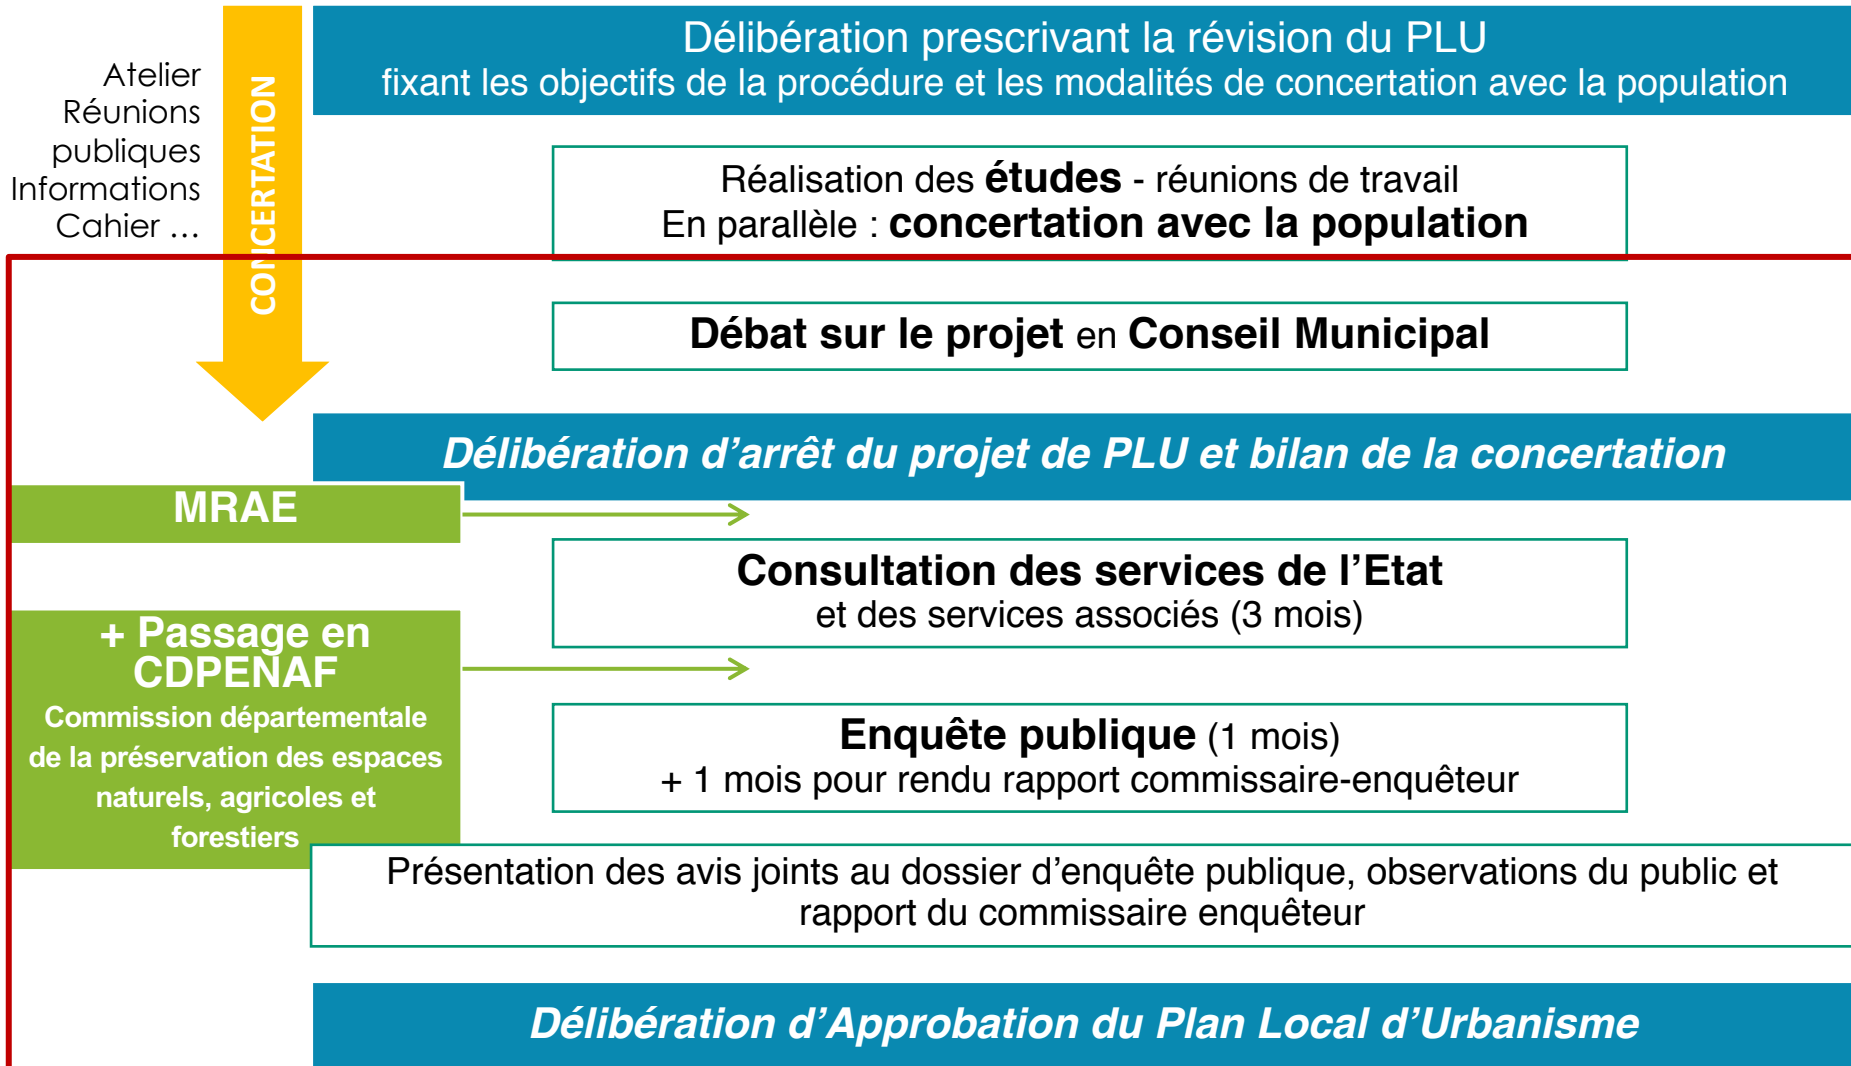 Délibération prescrivant la révision du PLU
fixant les objectifs de la procédure et les modalités de concertation avec la population
Atelier
Réunions
publiques
Informations
Cahier …
CONCERTATION
Réalisation des études - réunions de travail
En parallèle : concertation avec la population
Débat sur le projet en Conseil Municipal
Délibération d’arrêt du projet de PLU et bilan de la concertation
MRAE
Consultation des services de l’Etat
et des services associés (3 mois)
+ Passage en
CDPENAF
Commission départementale
de la préservation des espaces
naturels, agricoles et
forestiers
Enquête publique (1 mois)
+ 1 mois pour rendu rapport commissaire-enquêteur
Présentation des avis joints au dossier d’enquête publique, observations du public et
rapport du commissaire enquêteur
Délibération d’Approbation du Plan Local d’Urbanisme